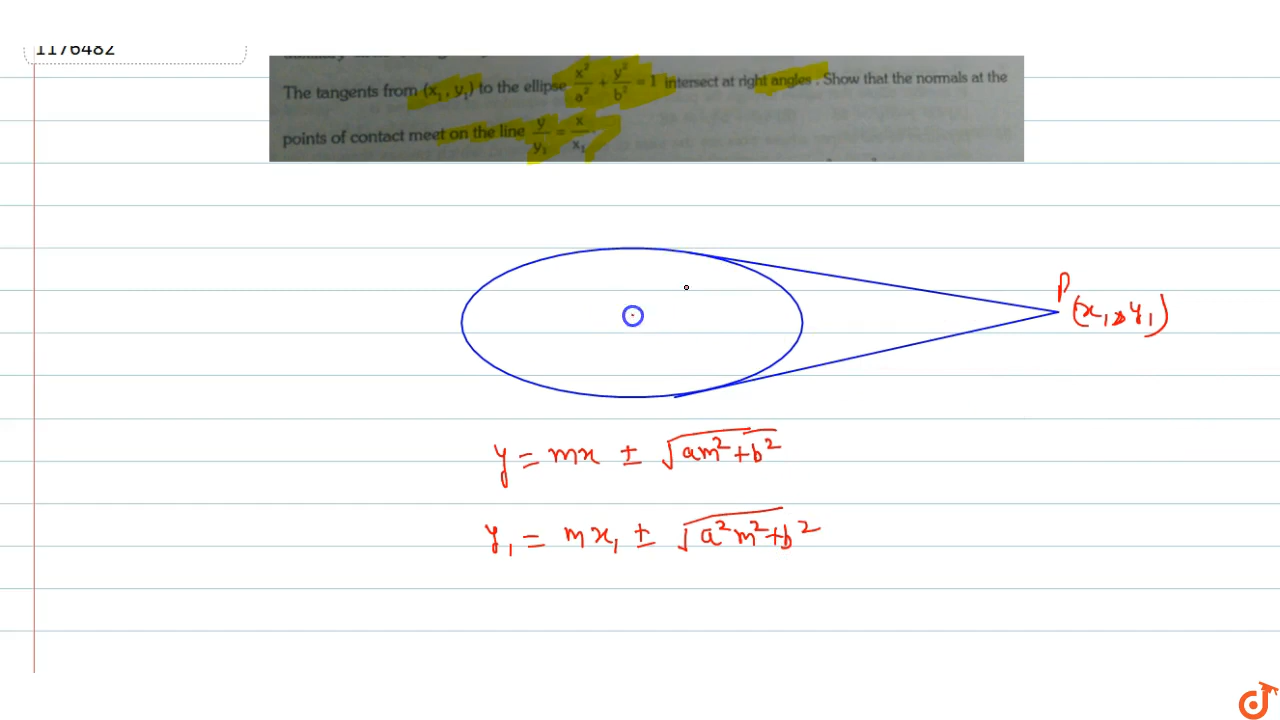 1176482
The tangents from (x₁, y₁) to the ellipse x²/a² + y²/b² = 1 intersect at right angles. Show that the normals at the
points of contact meet on the line y/y₁ = x/x₁.
P(x₁, y₁)
y = mx ± √(am² + b²)
y₁ = mx₁ ± √(a²m² + b²)